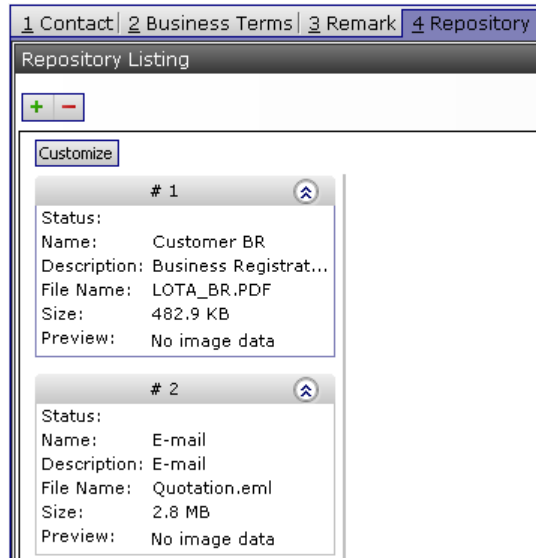 1 Contact 2 Business Terms 3 Remark 4 Repository
Repository Listing
+ −
Customize
# 1
Status:
Name: Customer BR
Description: Business Registrat...
File Name: LOTA_BR.PDF
Size: 482.9 KB
Preview: No image data
# 2
Status:
Name: E-mail
Description: E-mail
File Name: Quotation.eml
Size: 2.8 MB
Preview: No image data